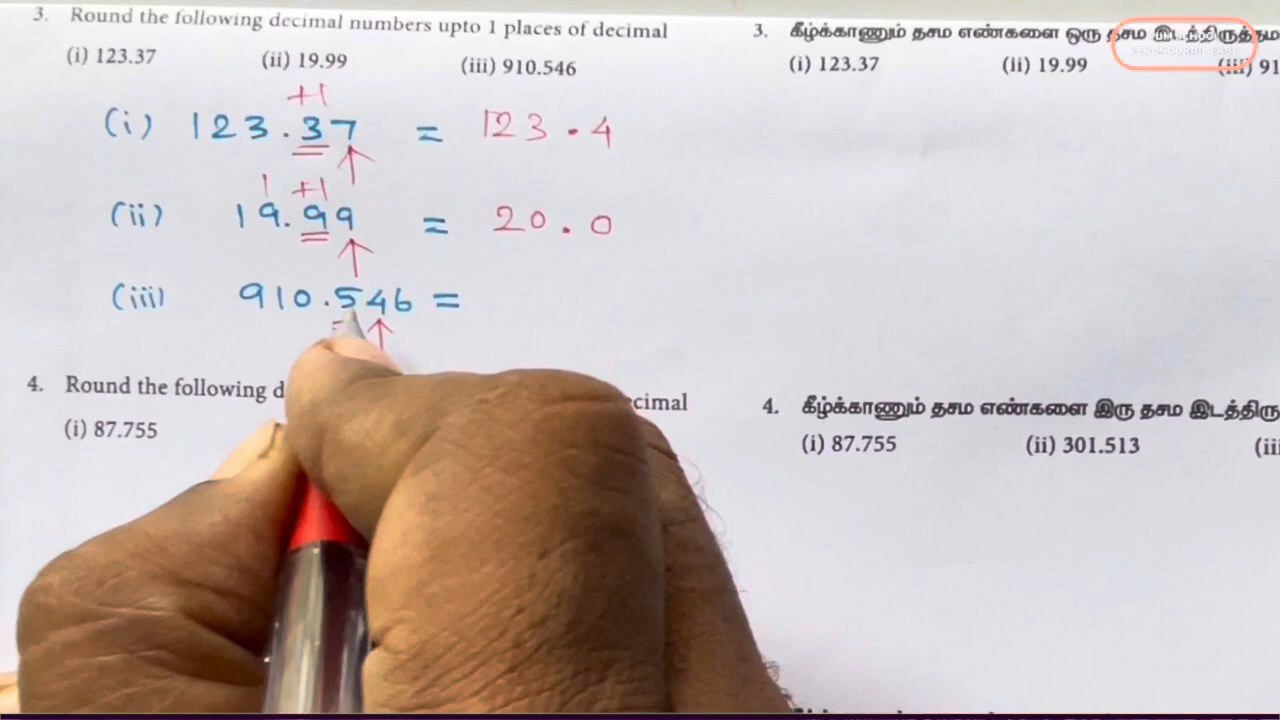 3. Round the following decimal numbers upto 1 places of decimal
(i) 123.37 (ii) 19.99 (iii) 910.546
+1
(i) 123.37 = 123.4
1 +1
(ii) 19.99 = 20.0
(iii) 910.546 =
4. Round the following d
cimal
(i) 87.755
3. கீழ்க்காணும் தசம எண்களை ஒரு தசம
(i) 123.37 (ii) 19.99 (iii) 91
4. கீழ்க்காணும் தசம எண்களை இரு தசம இடத்திரு
(i) 87.755 (ii) 301.513 (iii